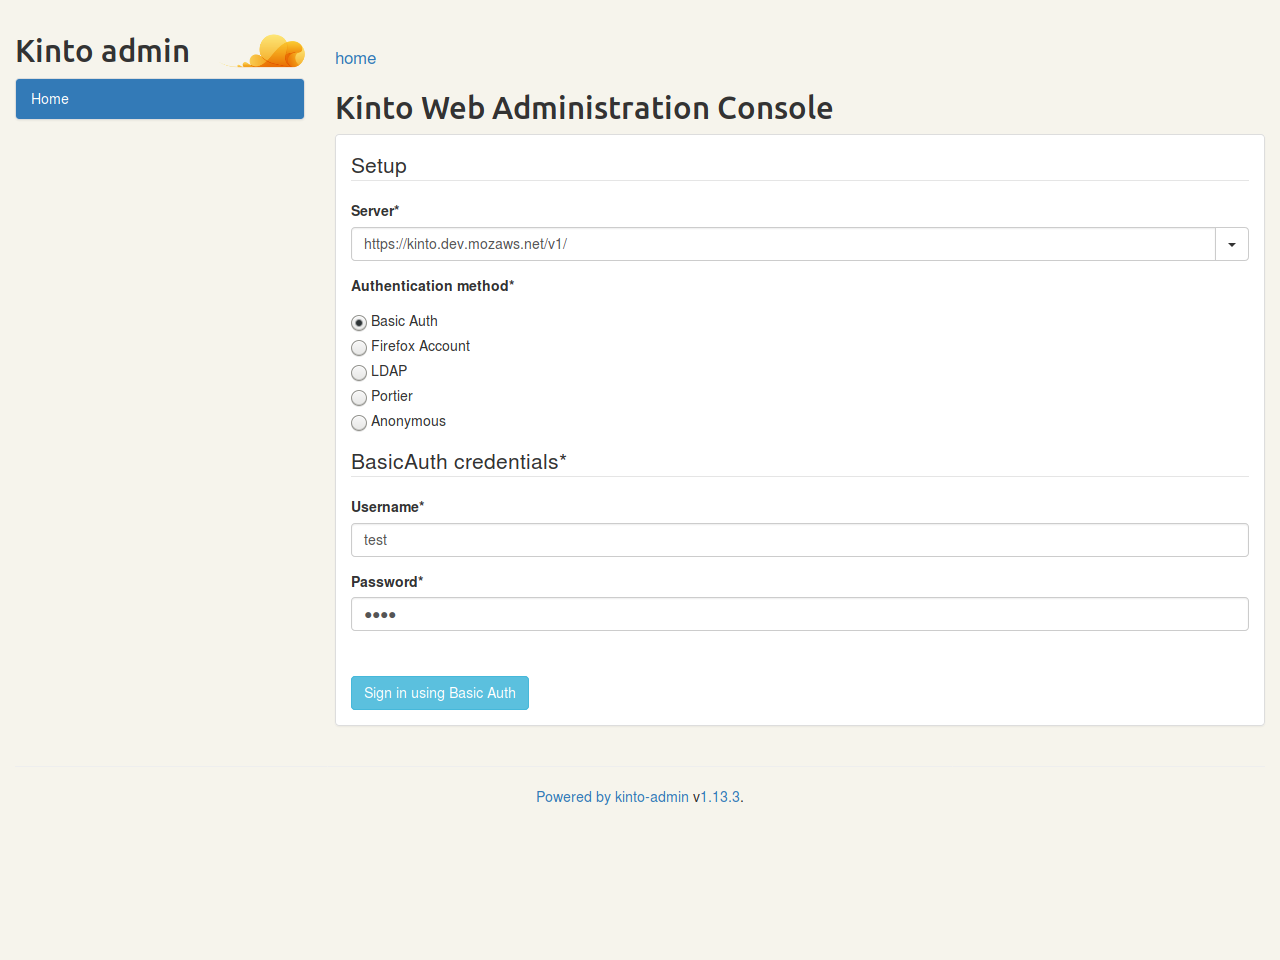 Kinto admin
Home
home
Kinto Web Administration Console
Setup
Server*
https://kinto.dev.mozaws.net/v1/
Authentication method*
Basic Auth
Firefox Account
LDAP
Portier
Anonymous
BasicAuth credentials*
Username*
test
Password*
●●●●
Sign in using Basic Auth
Powered by kinto-admin v1.13.3.